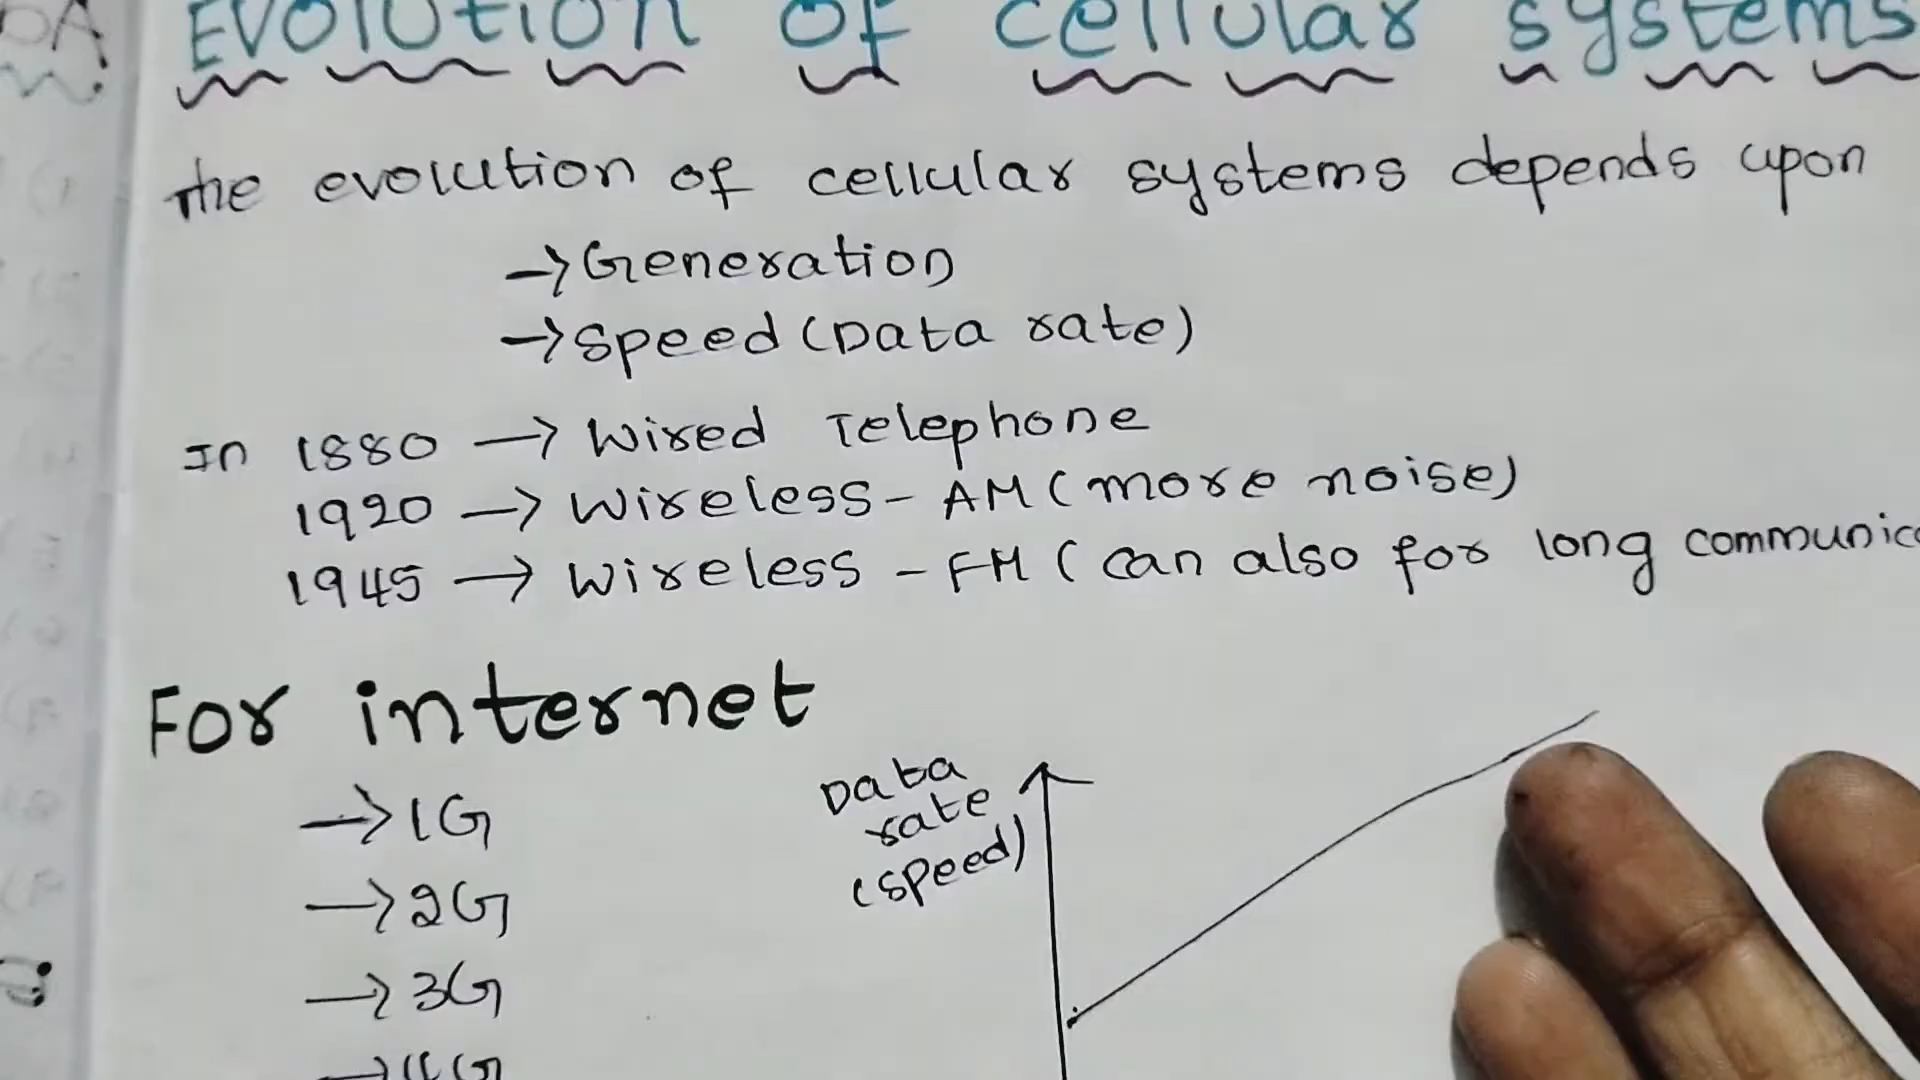 Evolution of cellular systems
The evolution of cellular systems depends upon
→ Generation
→ Speed (Data rate)
In 1880 → Wired Telephone
1920 → Wireless - AM (more noise)
1945 → Wireless - FM (can also for long communic
For internet
→ 1G
→ 2G
→ 3G
→ 4G
Data
rate
(speed)